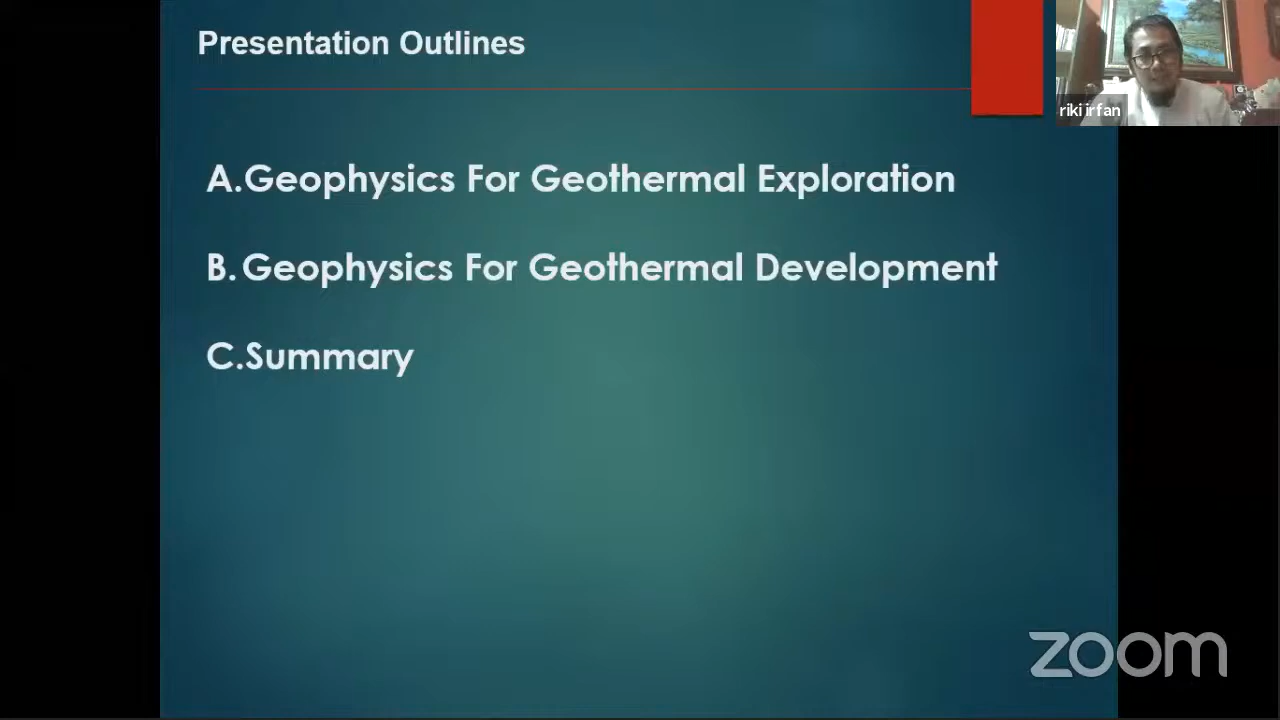 Presentation Outlines
riki irfan
A.Geophysics For Geothermal Exploration
B.Geophysics For Geothermal Development
C.Summary
zoom